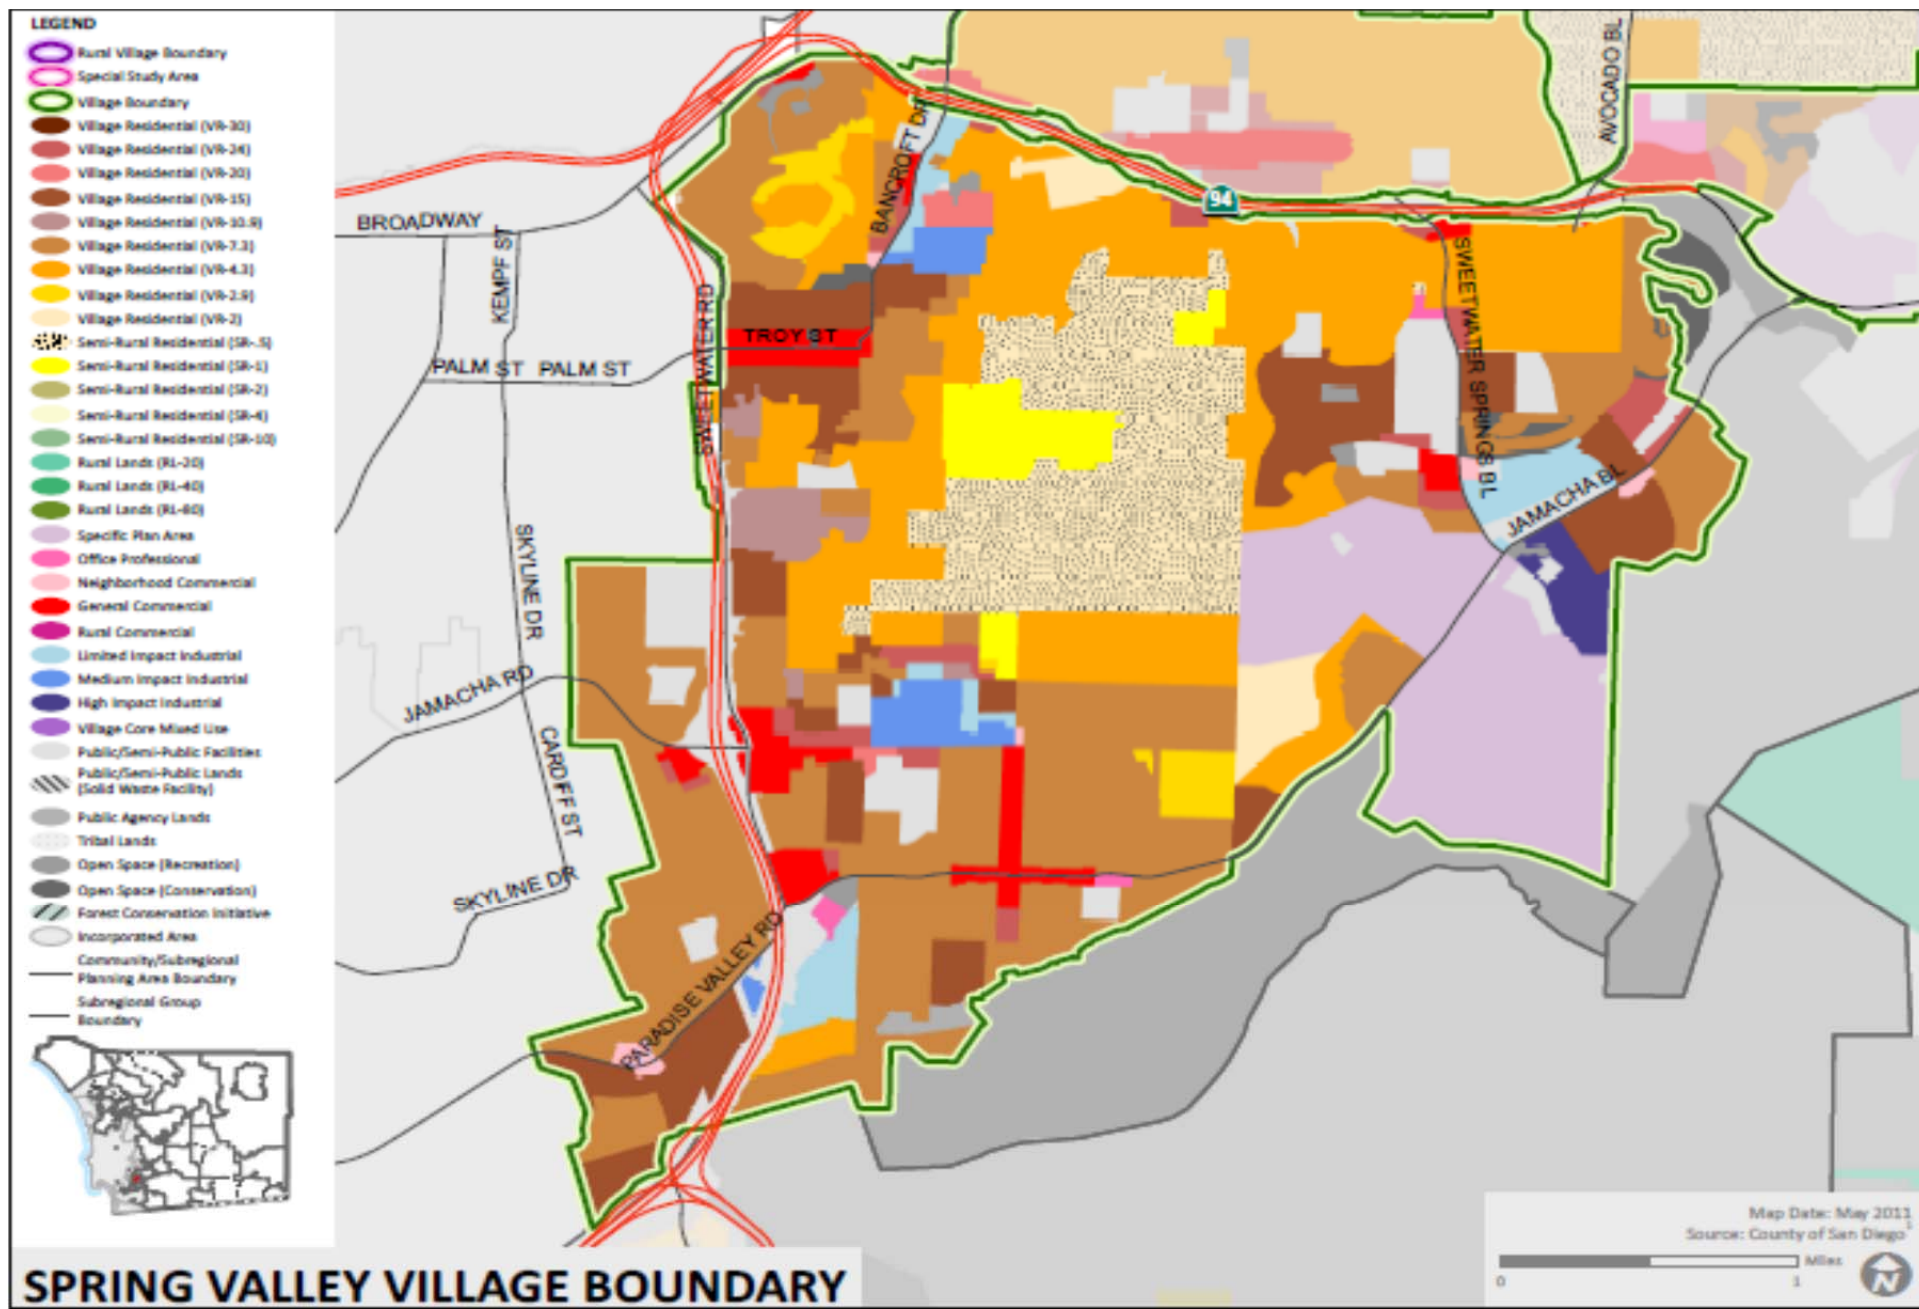 LEGEND
Rural Village Boundary
Special Study Area
Village Boundary
Village Residential (VR-30)
Village Residential (VR-24)
Village Residential (VR-20)
Village Residential (VR-15)
Village Residential (VR-10.9)
Village Residential (VR-7.3)
Village Residential (VR-4.3)
Village Residential (VR-2.9)
Village Residential (VR-2)
Semi-Rural Residential (SR-.5)
Semi-Rural Residential (SR-1)
Semi-Rural Residential (SR-2)
Semi-Rural Residential (SR-4)
Semi-Rural Residential (SR-10)
Rural Lands (RL-20)
Rural Lands (RL-40)
Rural Lands (RL-80)
Specific Plan Area
Office Professional
Neighborhood Commercial
General Commercial
Rural Commercial
Limited Impact Industrial
Medium Impact Industrial
High Impact Industrial
Village Core Mixed Use
Public/Semi-Public Facilities
Public/Semi-Public Lands
(Solid Waste Facility)
Public Agency Lands
Tribal Lands
Open Space (Recreation)
Open Space (Conservation)
Forest Conservation Initiative
Incorporated Area
Community/Subregional
Planning Area Boundary
Subregional Group
Boundary
AVOCADO BL
BANCROFT DR
94
BROADWAY
KEMPF ST
SWEETWATER RD
SWEETWATER SPRINGS BL
TROY ST
PALM ST
PALM ST
JAMACHA BL
SKYLINE DR
JAMACHA RD
CARDIFF ST
SKYLINE DR
PARADISE VALLEY RD
Map Date: May 2011
Source: County of San Diego
1
Miles
0
1
N
SPRING VALLEY VILLAGE BOUNDARY